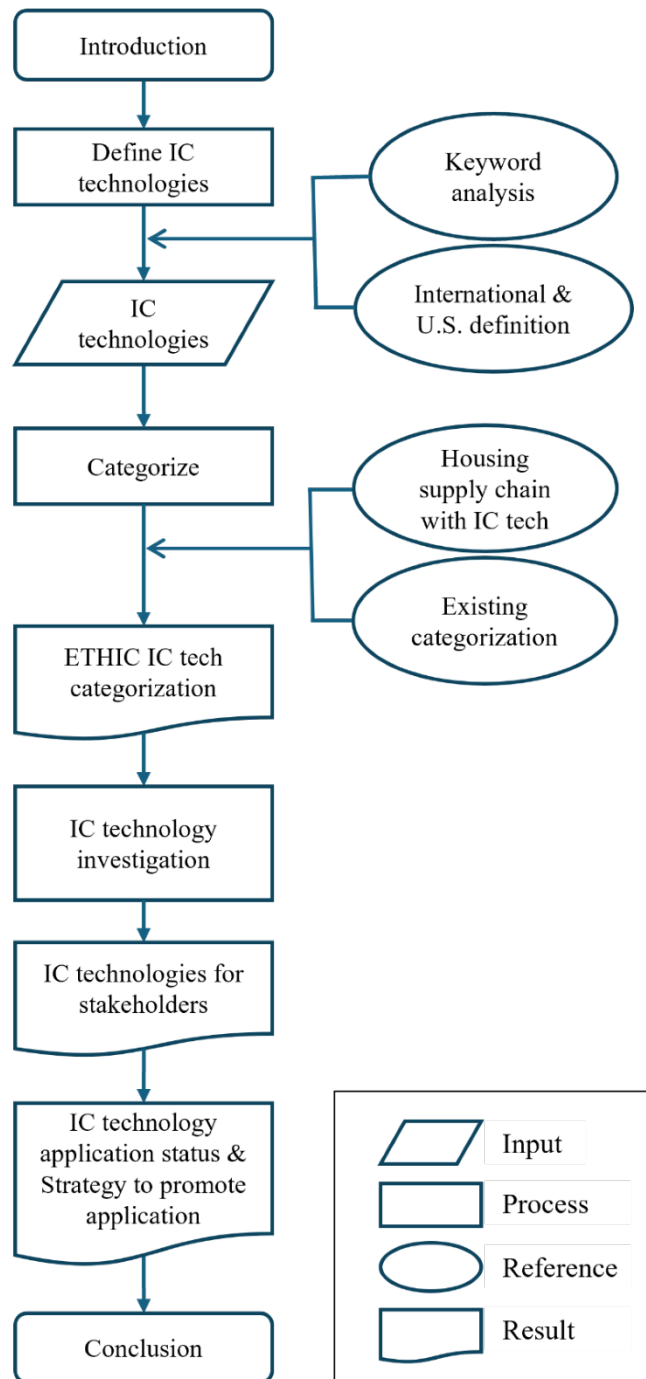 Introduction
Define IC
technologies
Keyword
analysis
International &
U.S. definition
IC
technologies
Categorize
Housing
supply chain
with IC tech
Existing
categorization
ETHIC IC tech
categorization
IC technology
investigation
IC technologies for
stakeholders
IC technology
application status &
Strategy to promote
application
Conclusion
Input
Process
Reference
Result